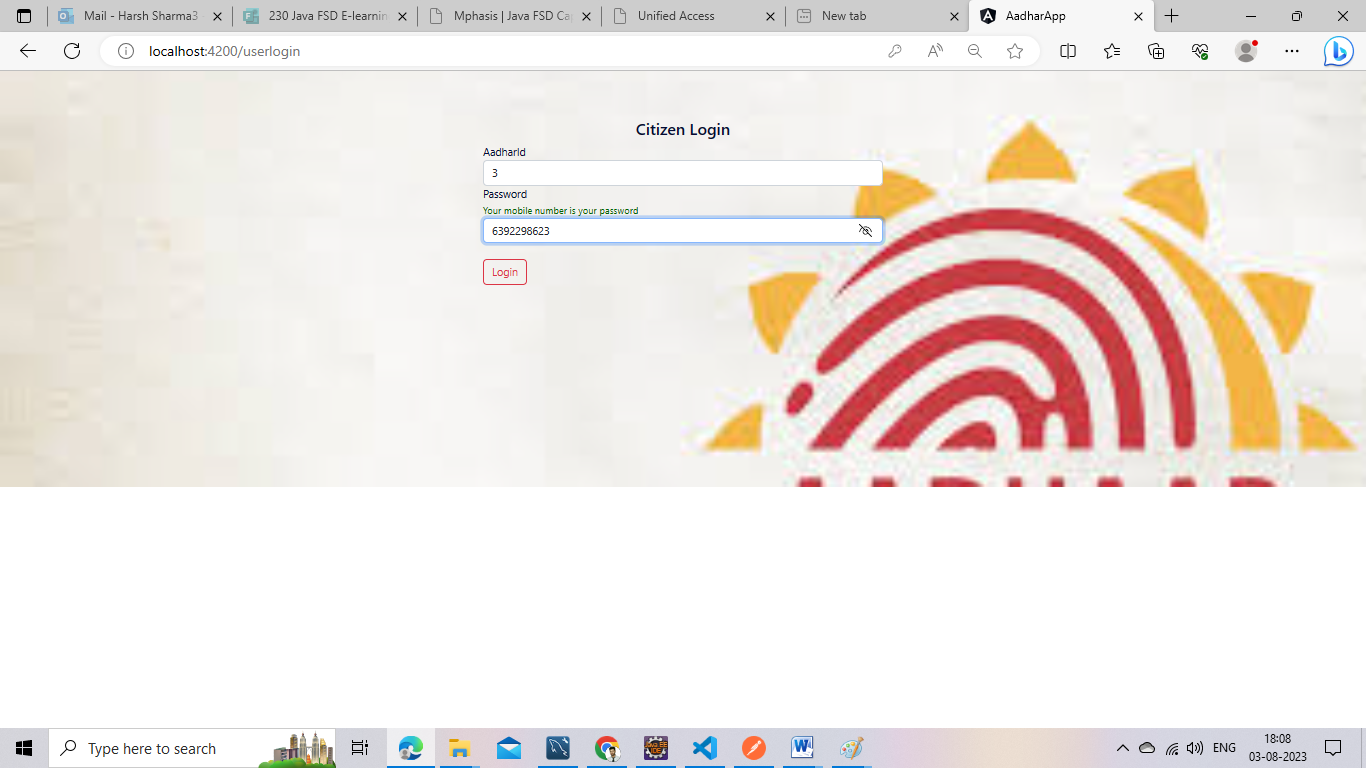 Mail - Harsh Sharma3
230 Java FSD E-learnin
Mphasis | Java FSD Ca
Unified Access
New tab
AadharApp
localhost:4200/userlogin
Citizen Login
AadharId
3
Password
Your mobile number is your password
6392298623
Login
Type here to search
ENG
18:08
03-08-2023